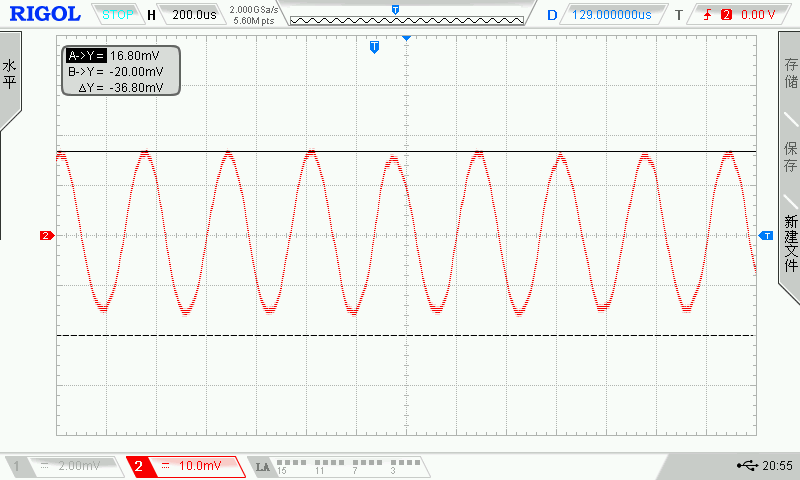 RIGOL STOP H 200.0us 2.000GSa/s D 129.000000us T 2 0.00 V
5.60M pts
T
T
A->Y= 16.80mV
B->Y= -20.00mV
ΔY= -36.80mV
水平
存储
保存
新建文件
2
T
1 2.00mV 2 10.0mV LA 15 11 7 3 20:55